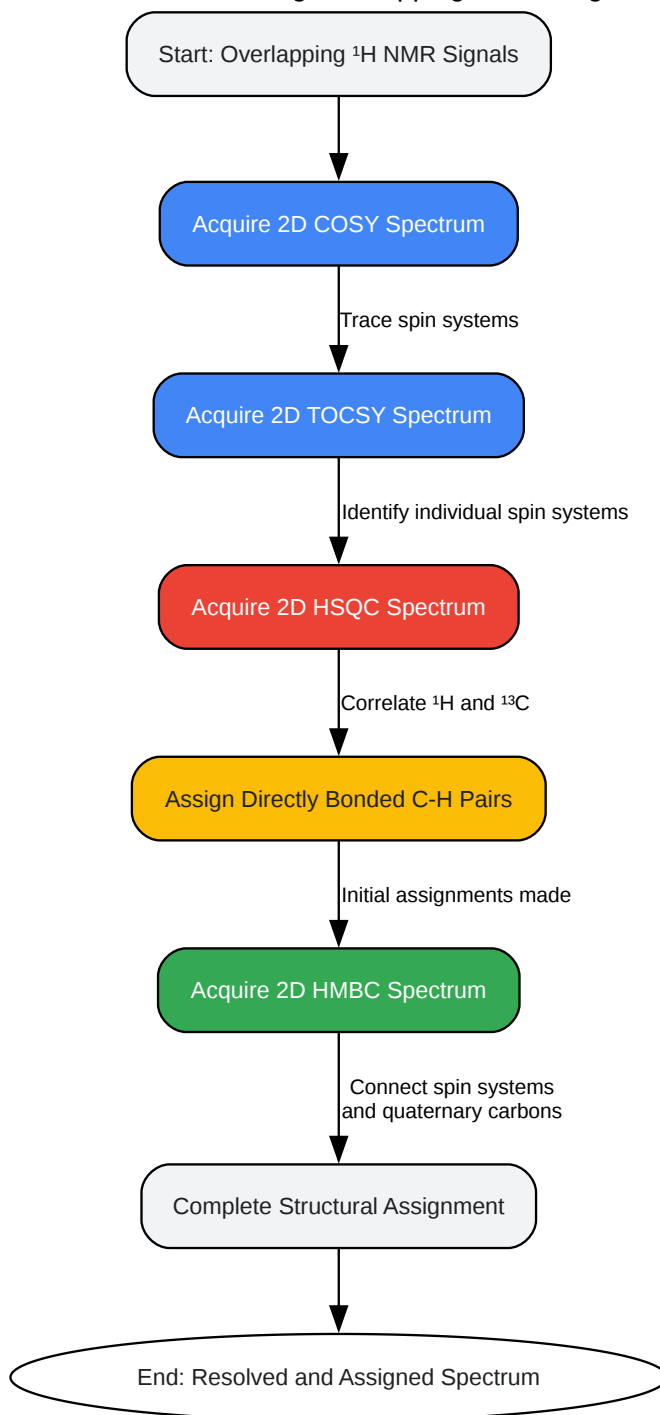 Start: Overlapping ¹H NMR Signals
Acquire 2D COSY Spectrum
Trace spin systems
Acquire 2D TOCSY Spectrum
Identify individual spin systems
Acquire 2D HSQC Spectrum
Correlate ¹H and ¹³C
Assign Directly Bonded C-H Pairs
Initial assignments made
Acquire 2D HMBC Spectrum
Connect spin systems
and quaternary carbons
Complete Structural Assignment
End: Resolved and Assigned Spectrum